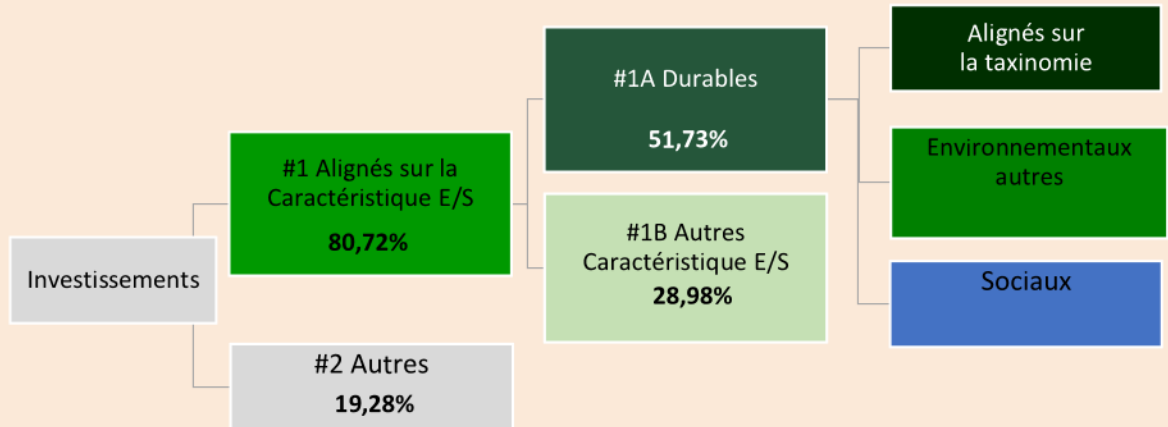 Investissements
#1 Alignés sur la
Caractéristique E/S
80,72%
#2 Autres
19,28%
#1A Durables
51,73%
#1B Autres
Caractéristique E/S
28,98%
Alignés sur
la taxinomie
Environnementaux
autres
Sociaux